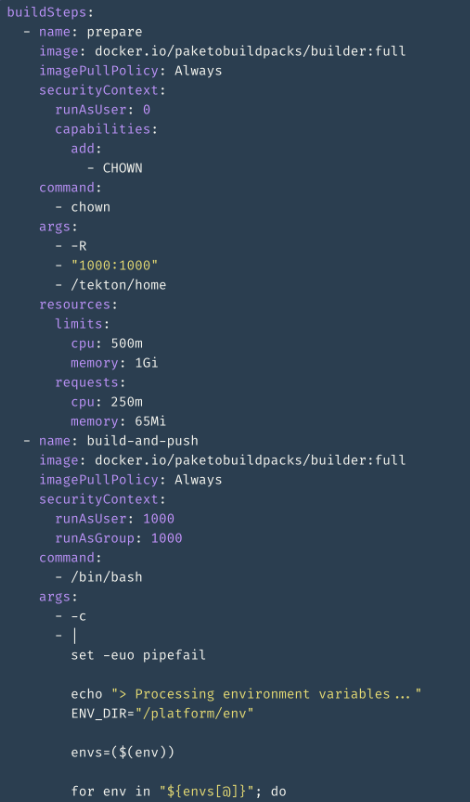 buildSteps:
  - name: prepare
    image: docker.io/paketobuildpacks/builder:full
    imagePullPolicy: Always
    securityContext:
      runAsUser: 0
      capabilities:
        add:
          - CHOWN
    command:
      - chown
    args:
      - -R
      - "1000:1000"
      - /tekton/home
    resources:
      limits:
        cpu: 500m
        memory: 1Gi
      requests:
        cpu: 250m
        memory: 65Mi
  - name: build-and-push
    image: docker.io/paketobuildpacks/builder:full
    imagePullPolicy: Always
    securityContext:
      runAsUser: 1000
      runAsGroup: 1000
    command:
      - /bin/bash
    args:
      - -c
      - |
        set -euo pipefail

        echo "> Processing environment variables..."
        ENV_DIR="/platform/env"

        envs=($(env))

        for env in "${envs[@]}"; do